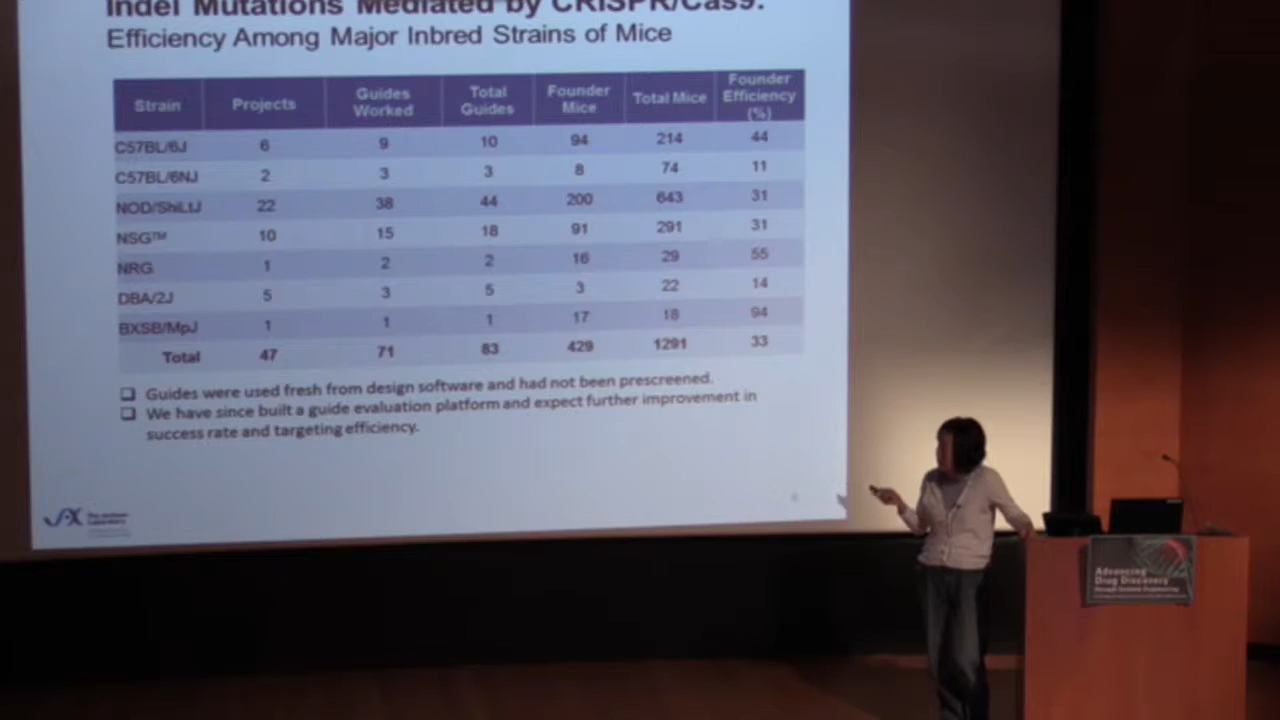 Indel Mutations Mediated by CRISPR/Cas9:
Efficiency Among Major Inbred Strains of Mice
Strain Projects Guides Worked Total Guides Founder Mice Total Mice Founder Efficiency (%)
C57BL/6J 6 9 10 94 214 44
C57BL/6NJ 2 3 3 8 74 11
NOD/ShiLtJ 22 38 44 200 643 31
NSG™ 10 15 18 91 291 31
NRG 1 2 2 16 29 55
DBA/2J 5 3 5 3 22 14
BXSB/MpJ 1 1 1 17 18 94
Total 47 71 83 429 1291 33
❑ Guides were used fresh from design software and had not been prescreened.
❑ We have since built a guide evaluation platform and expect further improvement in
success rate and targeting efficiency.
JAX The Jackson
Laboratory
Advancing
Drug Discovery